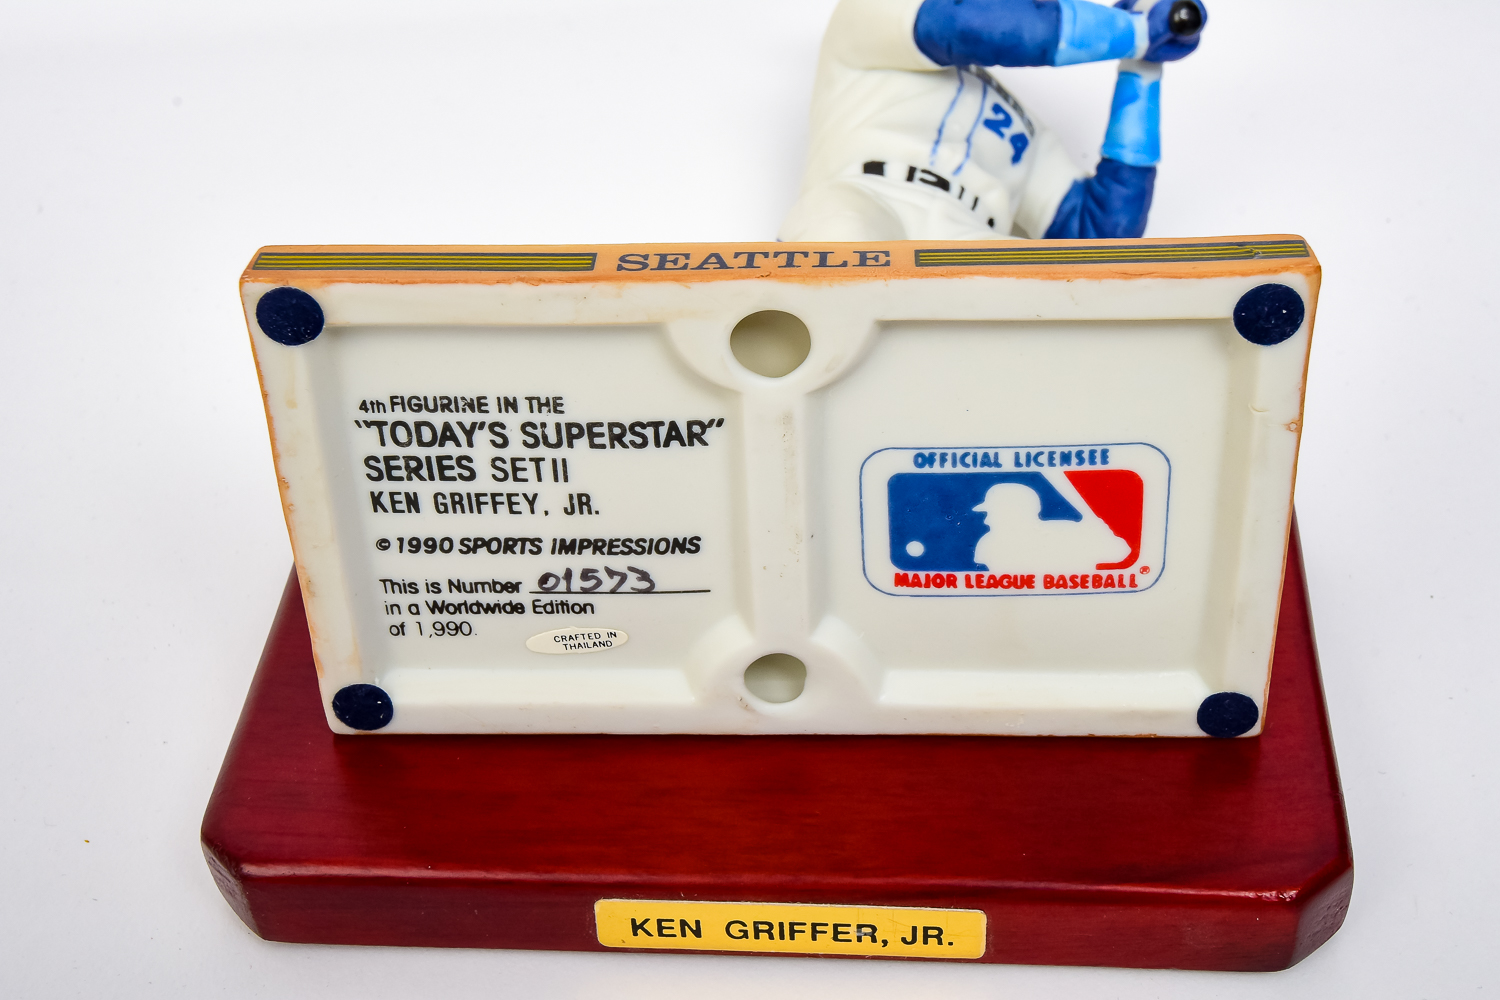 24
SEATTLE
4th FIGURINE IN THE
"TODAY'S SUPERSTAR"
SERIES SET II
KEN GRIFFEY, JR.
© 1990 SPORTS IMPRESSIONS
This is Number 01573
in a Worldwide Edition
of 1,990.
CRAFTED IN
THAILAND
OFFICIAL LICENSEE
MAJOR LEAGUE BASEBALL®
KEN GRIFFER, JR.